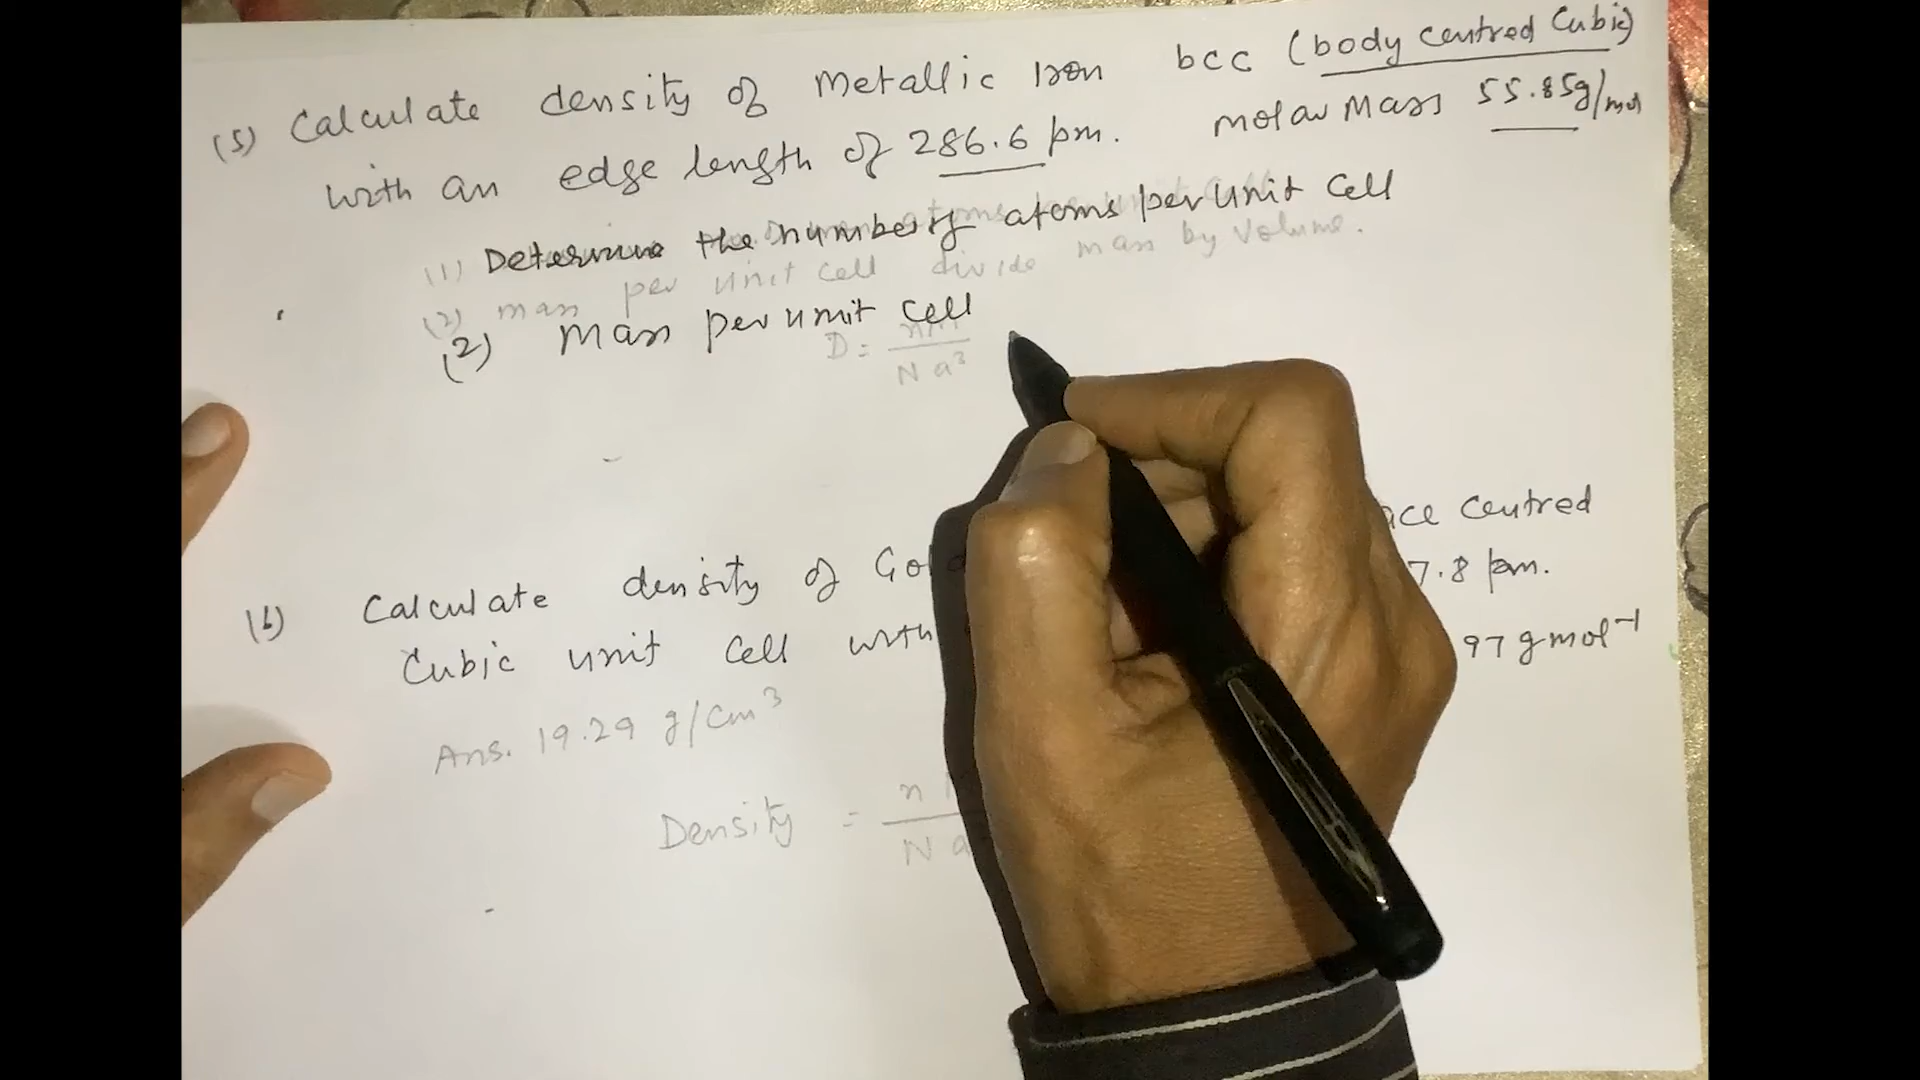 (5) Calculate density of Metallic Iron bcc (body centred Cubic)
with an edge length of 286.6 pm. molar Mass 55.85g/mol
(1) Determine the number of atoms per unit cell
(2) mass per unit cell divide mass by volume.
(2) Mass per unit cell
D = nM / N a³
(6) Calculate density of Gold face centred
Cubic unit cell with 7.8 pm.
97 g mol⁻¹
Ans. 19.29 g/cm³
Density = n / N a